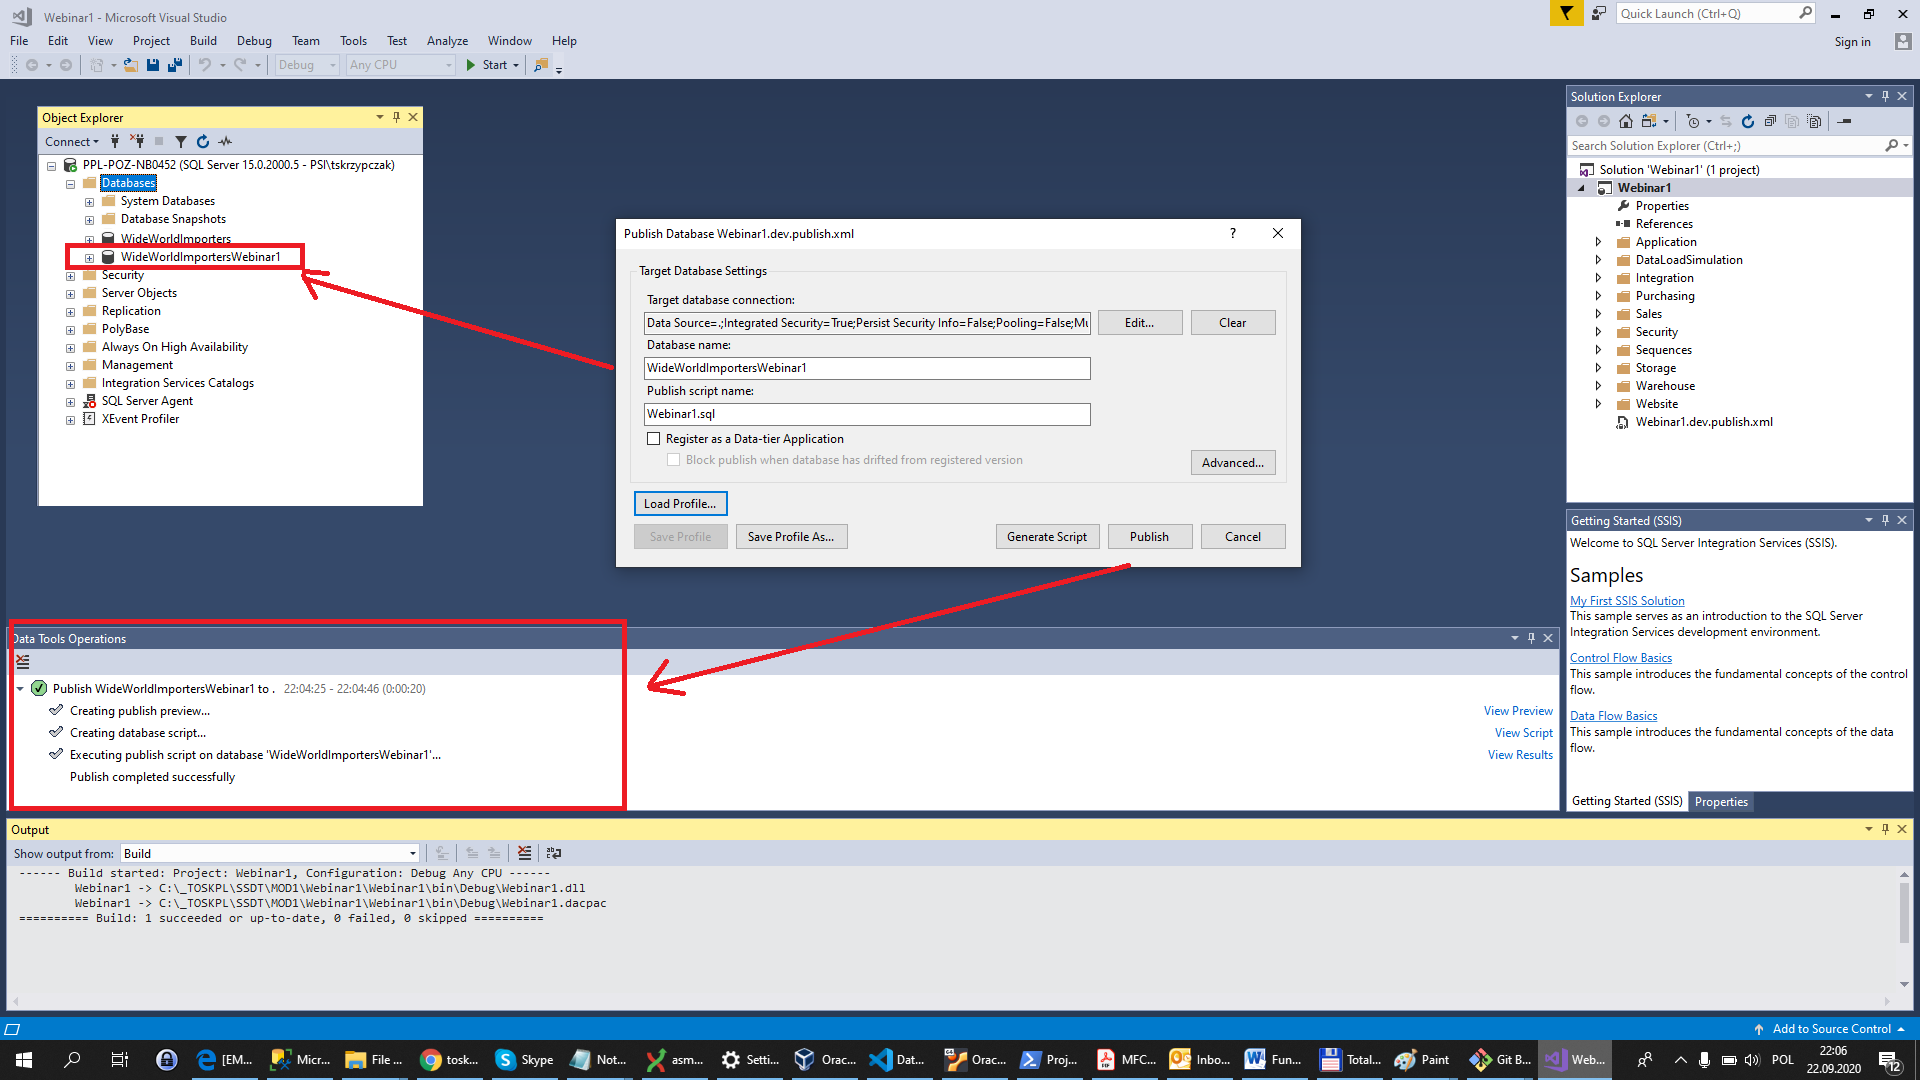 Webinar1 - Microsoft Visual Studio
Quick Launch (Ctrl+Q)
File Edit View Project Build Debug Team Tools Test Analyze Window Help
Sign in
Debug Any CPU Start
Object Explorer
Connect
PPL-POZ-NB0452 (SQL Server 15.0.2000.5 - PSI\tskrzypczak)
Databases
System Databases
Database Snapshots
WideWorldImporters
WideWorldImportersWebinar1
Security
Server Objects
Replication
PolyBase
Always On High Availability
Management
Integration Services Catalogs
SQL Server Agent
XEvent Profiler
Publish Database Webinar1.dev.publish.xml
?
Target Database Settings
Target database connection:
Data Source=.;Integrated Security=True;Persist Security Info=False;Pooling=False;Mu
Edit...
Clear
Database name:
WideWorldImportersWebinar1
Publish script name:
Webinar1.sql
Register as a Data-tier Application
Block publish when database has drifted from registered version
Advanced...
Load Profile...
Save Profile
Save Profile As...
Generate Script
Publish
Cancel
Solution Explorer
Search Solution Explorer (Ctrl+;)
Solution 'Webinar1' (1 project)
Webinar1
Properties
References
Application
DataLoadSimulation
Integration
Purchasing
Sales
Security
Sequences
Storage
Warehouse
Website
Webinar1.dev.publish.xml
Getting Started (SSIS)
Welcome to SQL Server Integration Services (SSIS).
Samples
My First SSIS Solution
This sample serves as an introduction to the SQL Server
Integration Services development environment.
Control Flow Basics
This sample introduces the fundamental concepts of the control
flow.
Data Flow Basics
This sample introduces the fundamental concepts of the data
flow.
Getting Started (SSIS) Properties
Data Tools Operations
Publish WideWorldImportersWebinar1 to . 22:04:25 - 22:04:46 (0:00:20)
Creating publish preview...
View Preview
Creating database script...
View Script
Executing publish script on database 'WideWorldImportersWebinar1'...
View Results
Publish completed successfully
Output
Show output from: Build
------ Build started: Project: Webinar1, Configuration: Debug Any CPU ------
Webinar1 -> C:\_TOSKPL\SSDT\MOD1\Webinar1\Webinar1\bin\Debug\Webinar1.dll
Webinar1 -> C:\_TOSKPL\SSDT\MOD1\Webinar1\Webinar1\bin\Debug\Webinar1.dacpac
========== Build: 1 succeeded or up-to-date, 0 failed, 0 skipped ==========
Add to Source Control
[EM... Micr... File ... tosk... Skype Not... asm... Setti... Orac... Dat... Orac... Proj... MFC... Inbo... Fun... Total... Paint Git B... Web... POL
22:06
22.09.2020
12